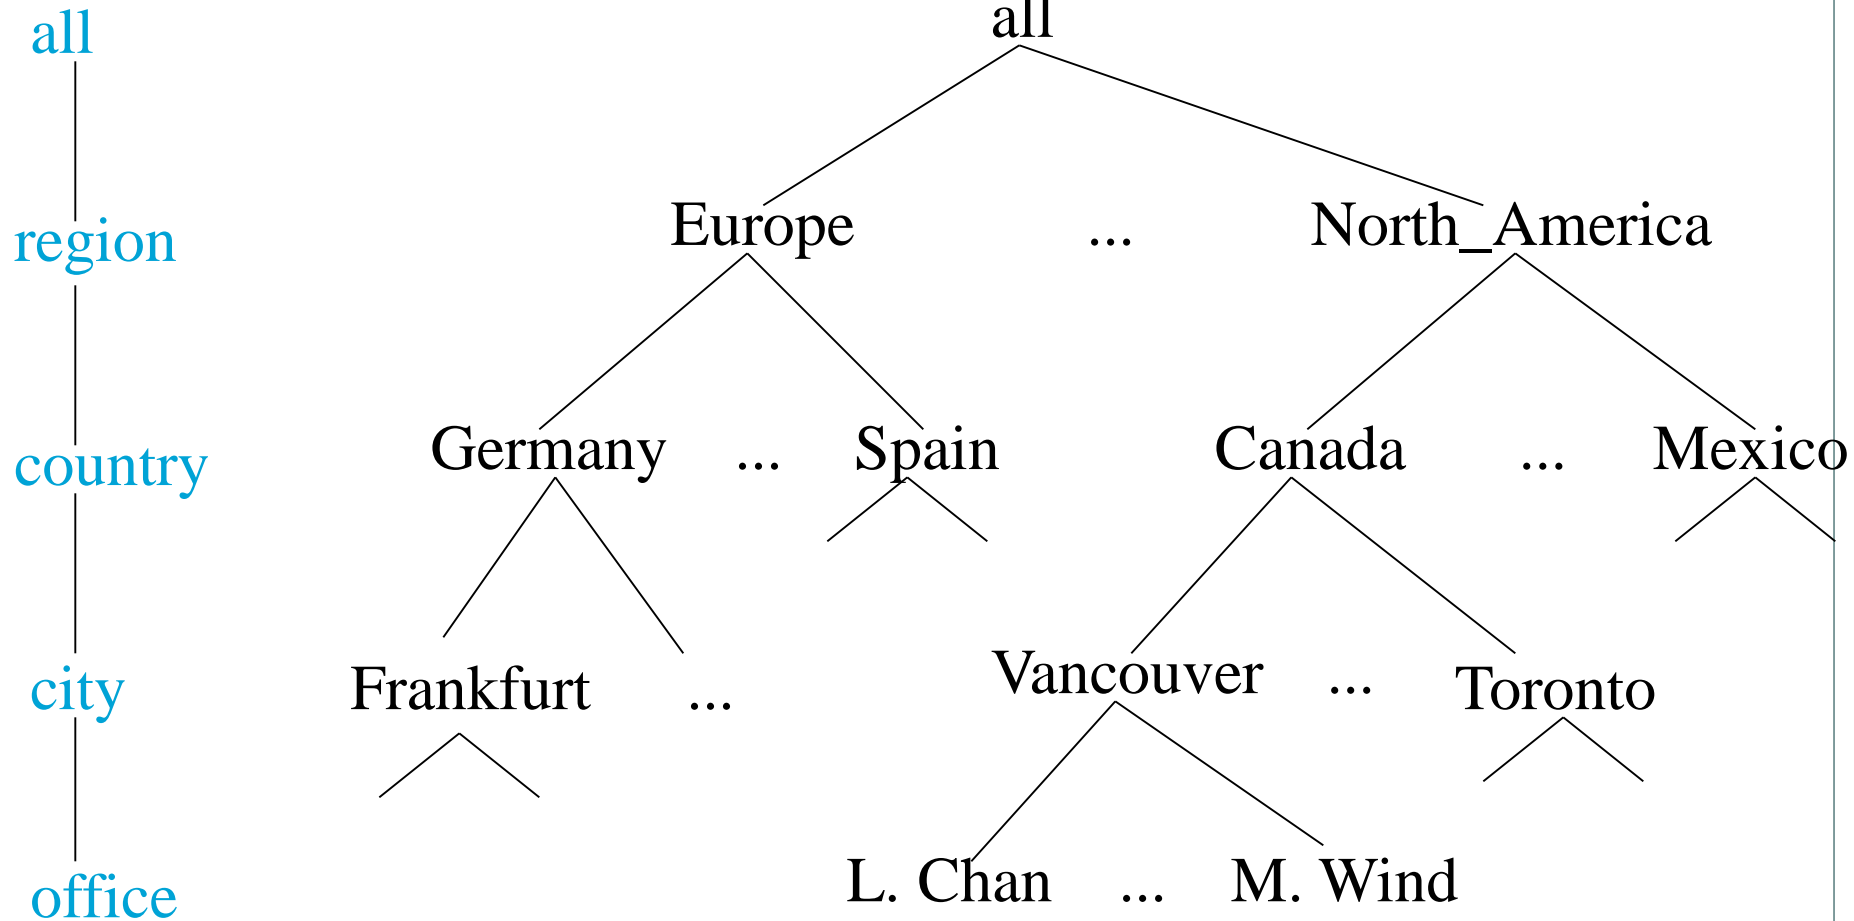 all
all
region
Europe ... North_America
country
Germany ... Spain Canada ... Mexico
city
Frankfurt ... Vancouver ... Toronto
office
L. Chan ... M. Wind